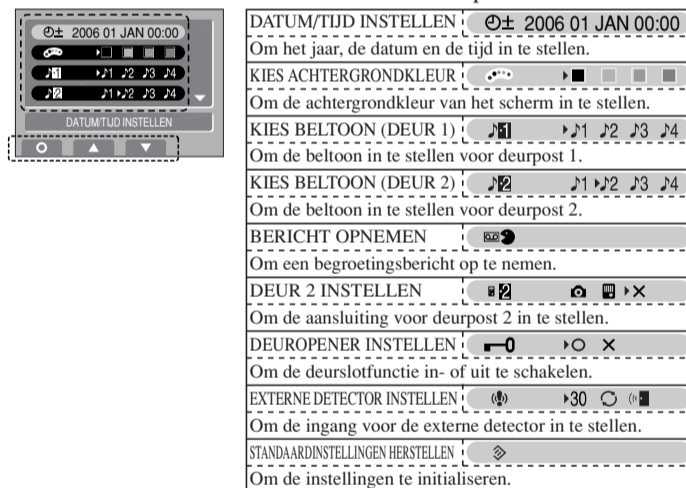 2006 01 JAN 00:00
1 ♪1 ♪2 ♪3 ♪4
2 ♪1 ♪2 ♪3 ♪4
DATUM/TIJD INSTELLEN
DATUM/TIJD INSTELLEN 2006 01 JAN 00:00
Om het jaar, de datum en de tijd in te stellen.
KIES ACHTERGRONDKLEUR
Om de achtergrondkleur van het scherm in te stellen.
KIES BELTOON (DEUR 1) ♪1 ♪1 ♪2 ♪3 ♪4
Om de beltoon in te stellen voor deurpost 1.
KIES BELTOON (DEUR 2) ♪2 ♪1 ♪2 ♪3 ♪4
Om de beltoon in te stellen voor deurpost 2.
BERICHT OPNEMEN
Om een begroetingsbericht op te nemen.
DEUR 2 INSTELLEN 2
Om de aansluiting voor deurpost 2 in te stellen.
DEUROPENER INSTELLEN
Om de deurslotfunctie in- of uit te schakelen.
EXTERNE DETECTOR INSTELLEN 30
Om de ingang voor de externe detector in te stellen.
STANDAARDINSTELLINGEN HERSTELLEN
Om de instellingen te initialiseren.